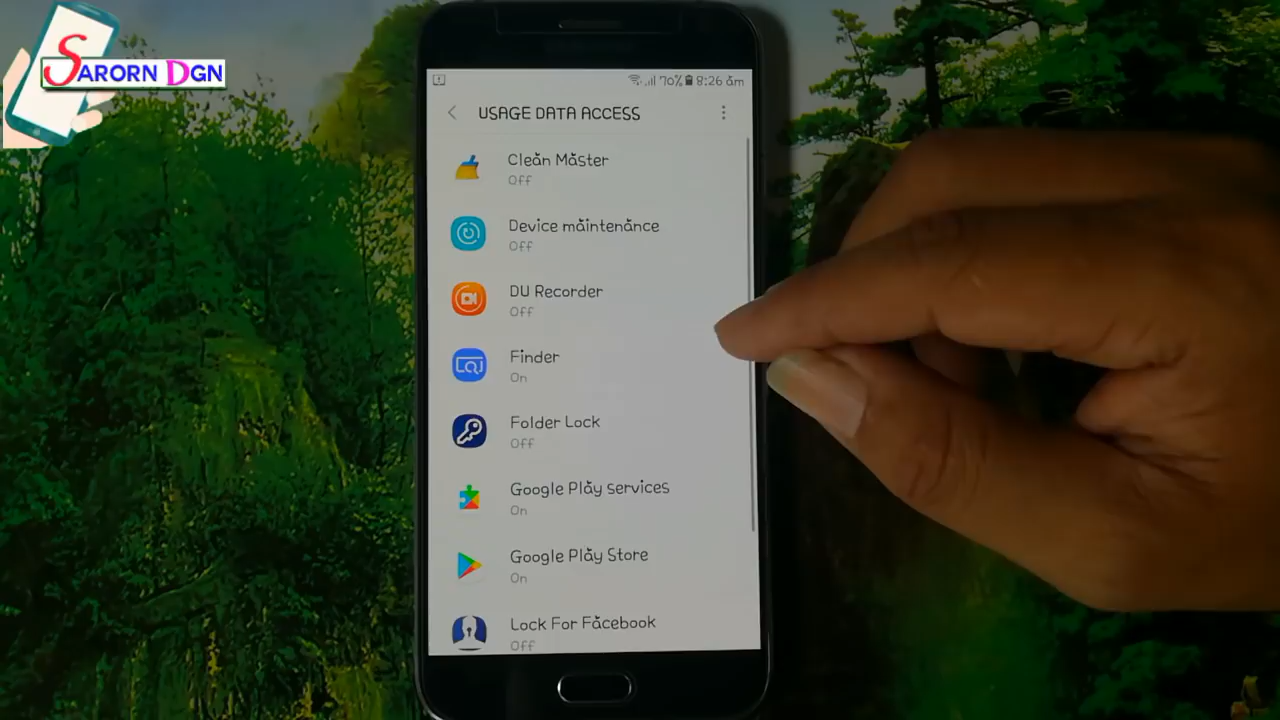 SARORN DGN
70% 8:26 am
USAGE DATA ACCESS
Clean Master
Off
Device maintenance
Off
DU Recorder
Off
Finder
On
Folder Lock
Off
Google Play services
On
Google Play Store
On
Lock For Facebook
Off